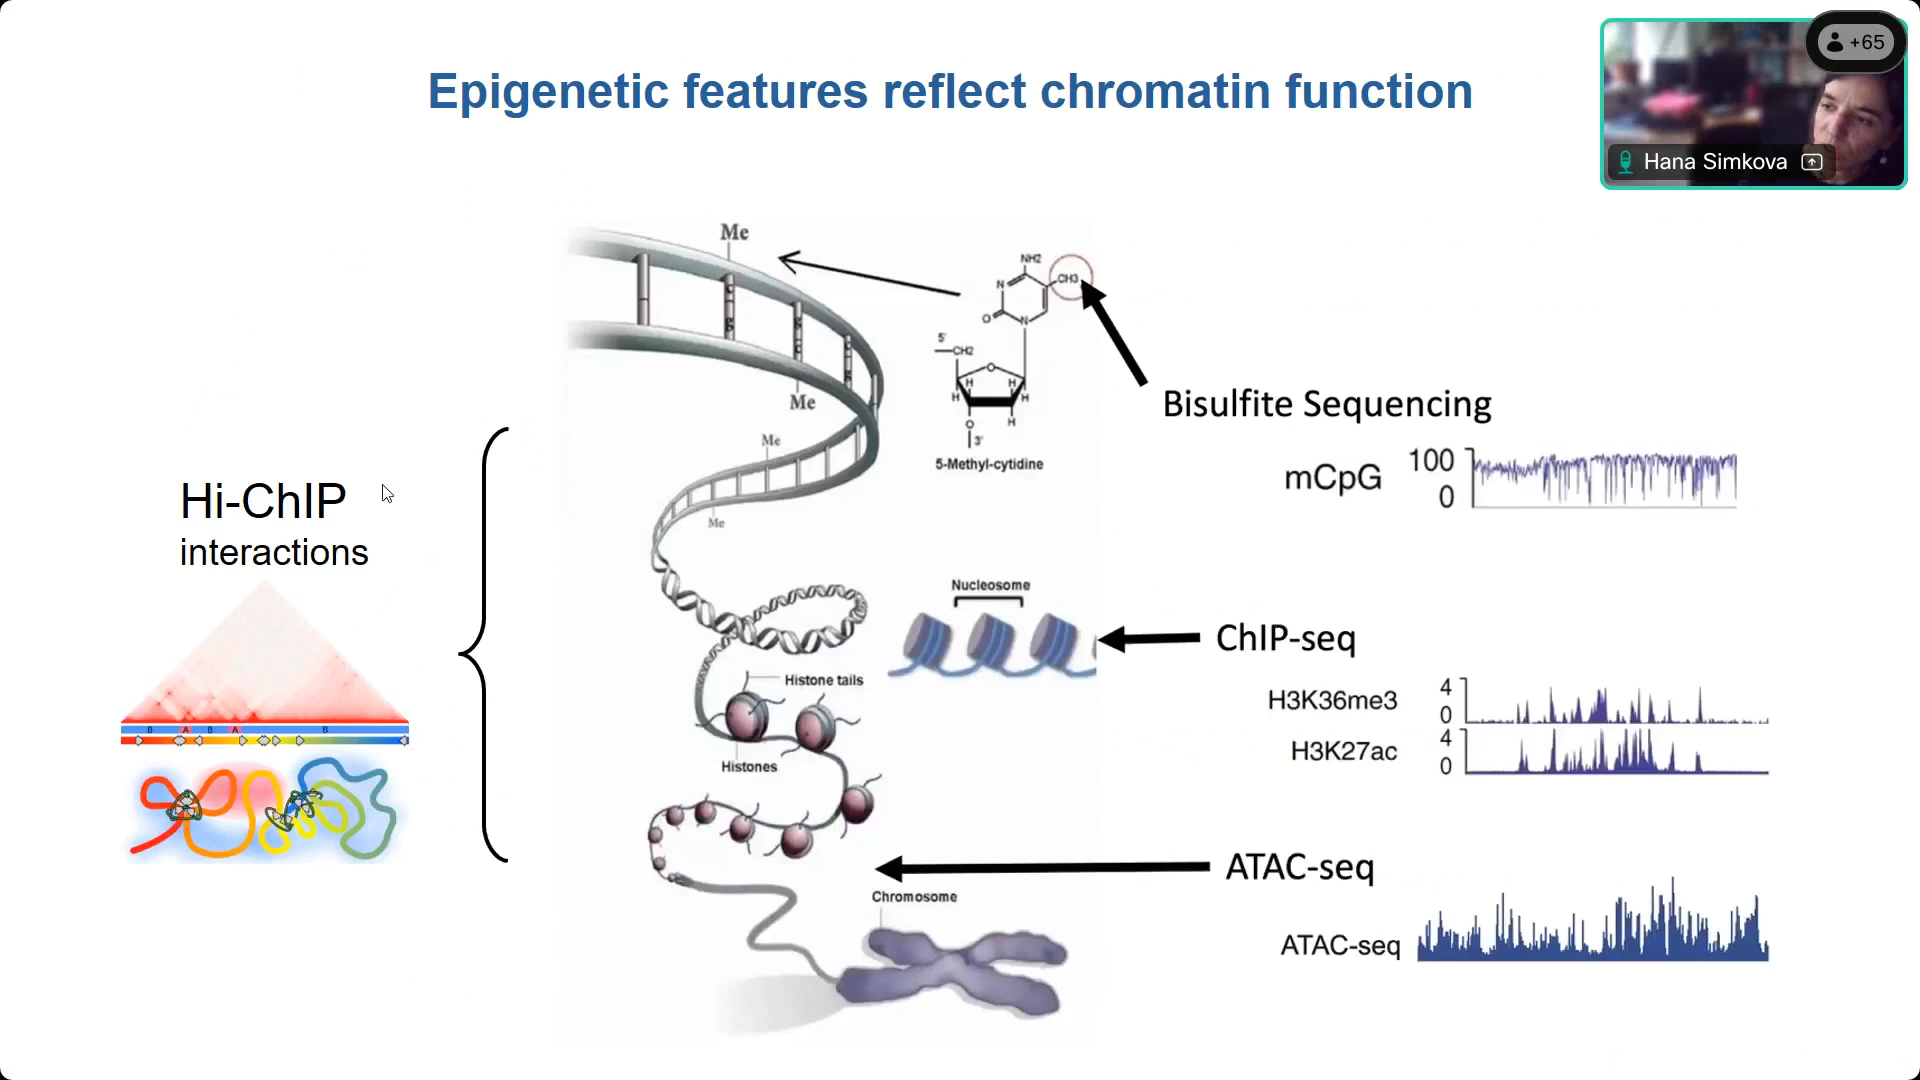 Epigenetic features reflect chromatin function
+65
Hana Simkova
Me
NH2
N
CH3
O
N
5'
CH2
O
H
H
H
H
H
O
3'
5-Methyl-cytidine
C
G
G
C
C
G
Me
Me
Me
Bisulfite Sequencing
mCpG
100
0
Hi-ChIP
interactions
B
A
B
A
B
Nucleosome
ChIP-seq
Histone tails
Histones
H3K36me3
4
0
H3K27ac
4
0
ATAC-seq
Chromosome
ATAC-seq